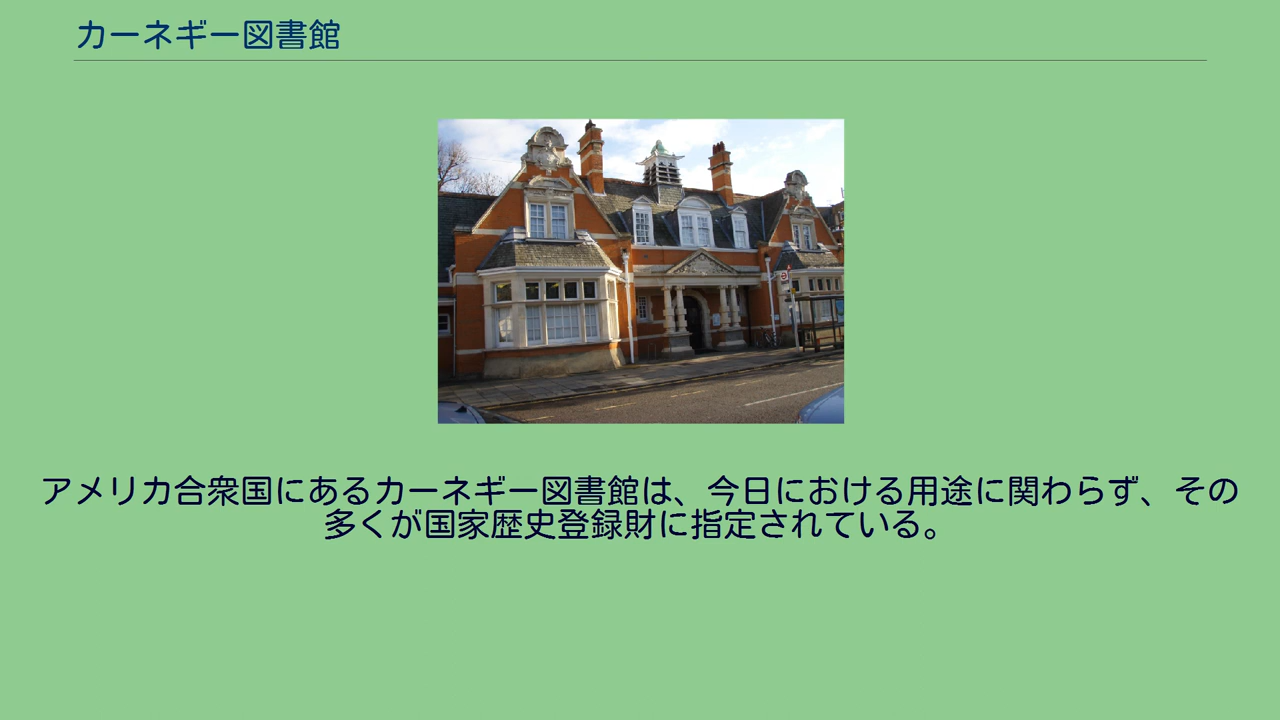 カーネギー図書館
アメリカ合衆国にあるカーネギー図書館は、今日における用途に関わらず、その
多くが国家歴史登録財に指定されている。